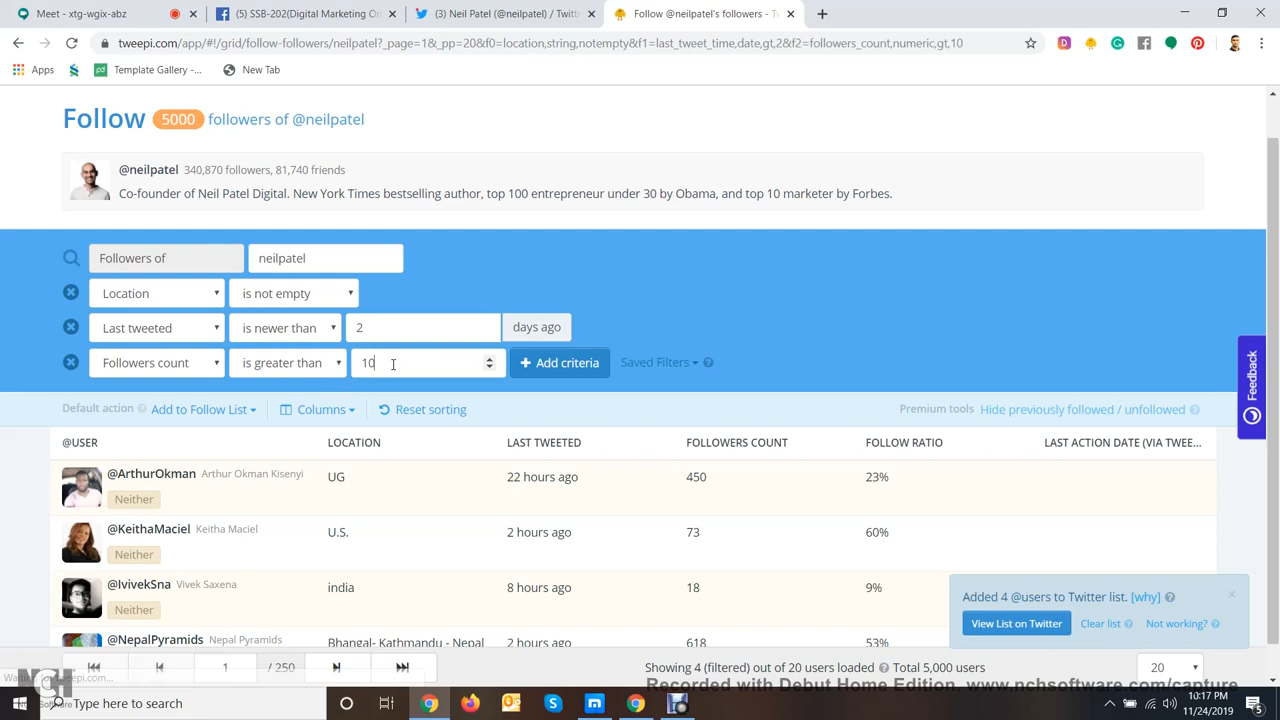 Meet - xtg-wgix-abz
(5) SSB-202(Digital Marketing On
(3) Neil Patel (@neilpatel) / Twitte
Follow @neilpatel's followers - Tw
tweepi.com/app/#!/grid/follow-followers/neilpatel?_page=1&_pp=20&f0=location,string,notempty&f1=last_tweet_time,date,gt,2&f2=followers_count,numeric,gt,10
Apps
Template Gallery -...
New Tab
Follow 5000 followers of @neilpatel
@neilpatel 340,870 followers, 81,740 friends
Co-founder of Neil Patel Digital. New York Times bestselling author, top 100 entrepreneur under 30 by Obama, and top 10 marketer by Forbes.
Followers of neilpatel
Location is not empty
Last tweeted is newer than 2 days ago
Followers count is greater than 10 + Add criteria Saved Filters
Feedback
Default action Add to Follow List Columns Reset sorting Premium tools Hide previously followed / unfollowed
@USER LOCATION LAST TWEETED FOLLOWERS COUNT FOLLOW RATIO LAST ACTION DATE (VIA TWEE...
@ArthurOkman Arthur Okman Kisenyi UG 22 hours ago 450 23%
Neither
@KeithaMaciel Keitha Maciel U.S. 2 hours ago 73 60%
Neither
@IvivekSna Vivek Saxena india 8 hours ago 18 9%
Neither
@NepalPyramids Nepal Pyramids Bhangal- Kathmandu - Nepal 2 hours ago 618 53%
Added 4 @users to Twitter list. [why]
View List on Twitter Clear list Not working?
1 / 250 Showing 4 (filtered) out of 20 users loaded Total 5,000 users 20
Waiting for tweepi.com...
NCH Software
Recorded with Debut Home Edition. www.nchsoftware.com/capture
Type here to search
10:17 PM
11/24/2019
5